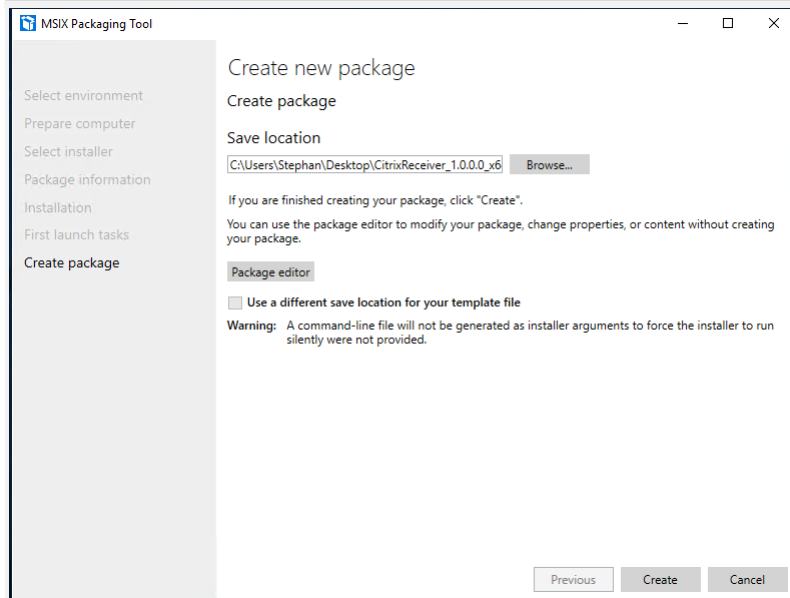 MSIX Packaging Tool
Select environment
Prepare computer
Select installer
Package information
Installation
First launch tasks
Create package
Create new package
Create package
Save location
C:\Users\Stephan\Desktop\CitrixReceiver_1.0.0.0_x6
Browse...
If you are finished creating your package, click "Create".
You can use the package editor to modify your package, change properties, or content without creating
your package.
Package editor
Use a different save location for your template file
Warning: A command-line file will not be generated as installer arguments to force the installer to run
silently were not provided.
Previous
Create
Cancel